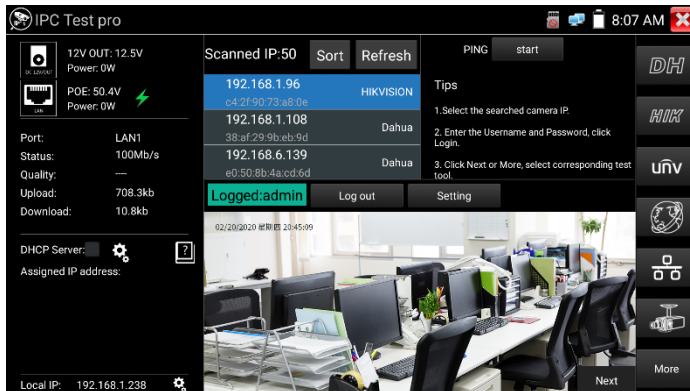 IPC Test pro
8:07 AM
12V OUT: 12.5V
Power: 0W
DC 12V/OUT
POE: 50.4V
Power: 0W
LAN
Port: LAN1
Status: 100Mb/s
Quality: ----
Upload: 708.3kb
Download: 10.8kb
DHCP Server:
?
Assigned IP address:
Local IP: 192.168.1.238
Scanned IP:50 Sort Refresh
192.168.1.96
c4:2f:90:73:a8:0e
HIKVISION
192.168.1.108
38:af:29:9b:eb:9d
Dahua
192.168.6.139
e0:50:8b:4a:cd:6d
Dahua
PING start
Tips
1.Select the searched camera IP.
2. Enter the Username and Password, click
Login.
3. Click Next or More, select corresponding test
tool.
Logged:admin Log out Setting
02/20/2020 星期四 20:45:09
Next
DH
HIK
unv
More